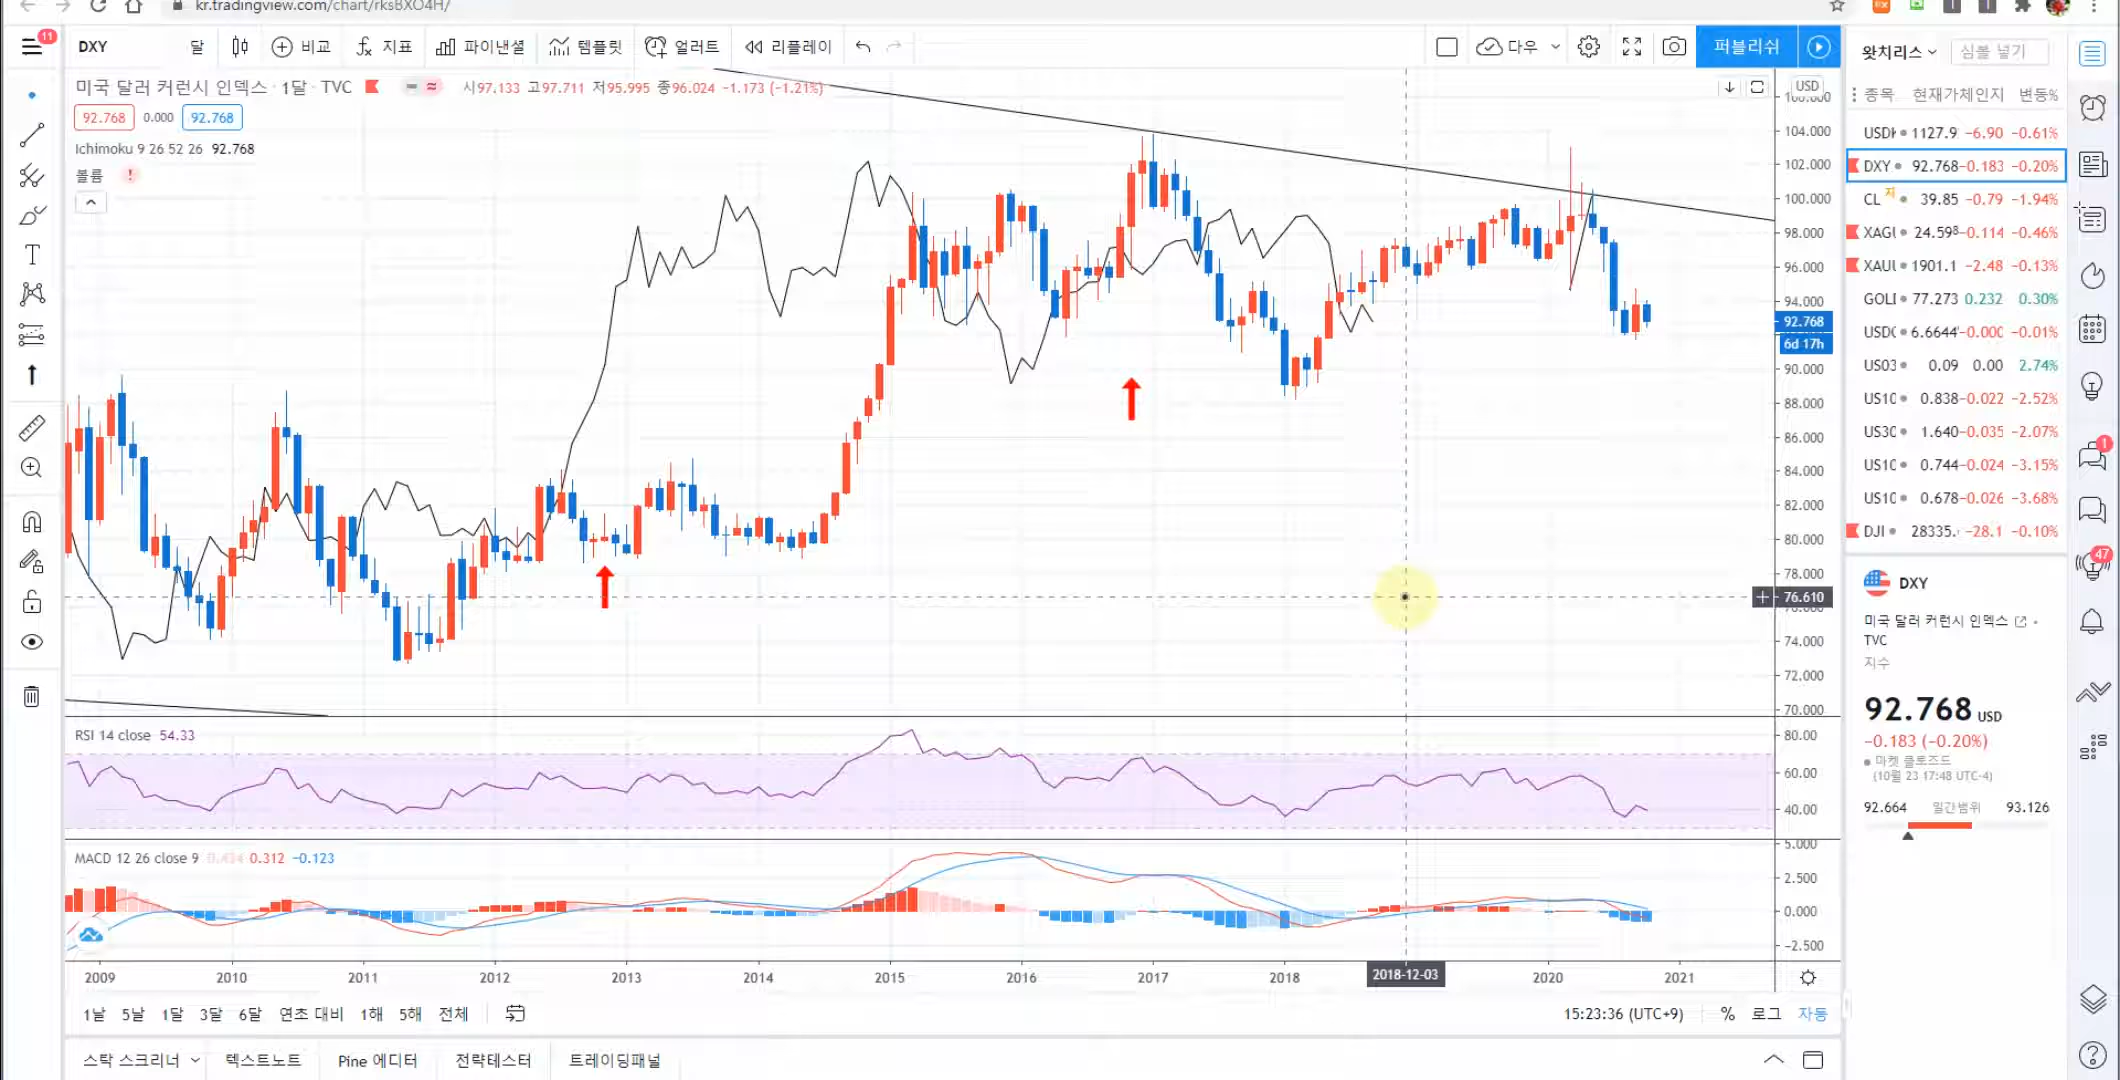 kr.tradingview.com/chart/rksBXO4H/
11
DXY
달
비교
지표
파이낸셜
템플릿
얼러트
리플레이
다우
퍼블리쉬
왓치리스
심볼 넣기
미국 달러 커런시 인덱스 · 1달 · TVC
시97.133 고97.711 저95.995 종96.024 -1.173 (-1.21%)
92.768 0.000 92.768
Ichimoku 9 26 52 26 92.768
볼륨 !
USD
104.000
102.000
100.000
98.000
96.000
94.000
92.768
6d 17h
90.000
88.000
86.000
84.000
82.000
80.000
78.000
76.610
74.000
72.000
70.000
RSI 14 close 54.33
80.00
60.00
40.00
MACD 12 26 close 9 0.434 0.312 -0.123
5.000
2.500
0.000
-2.500
2009 2010 2011 2012 2013 2014 2015 2016 2017 2018 2018-12-03 2020 2021
1날 5날 1달 3달 6달 연초 대비 1해 5해 전체
15:23:36 (UTC+9) % 로그 자동
스탁 스크리너 텍스트노트 Pine 에디터 전략테스터 트레이딩패널
종목 현재가 체인지 변동%
1127.9 -6.90 -0.61%
DXY 92.768 -0.183 -0.20%
CL 39.85 -0.79 -1.94%
XAGU 24.598 -0.114 -0.46%
XAUU 1901.1 -2.48 -0.13%
GOLD 77.273 0.232 0.30%
6.6644 -0.000 -0.01%
US03 0.09 0.00 2.74%
0.838 -0.022 -2.52%
US30 1.640 -0.035 -2.07%
0.744 -0.024 -3.15%
0.678 -0.026 -3.68%
DJI 28335. -28.1 -0.10%
DXY
미국 달러 커런시 인덱스
TVC
지수
92.768 USD
-0.183 (-0.20%)
마켓 클로즈드
(10월 23 17:48 UTC-4)
92.664 일간범위 93.126
1
47